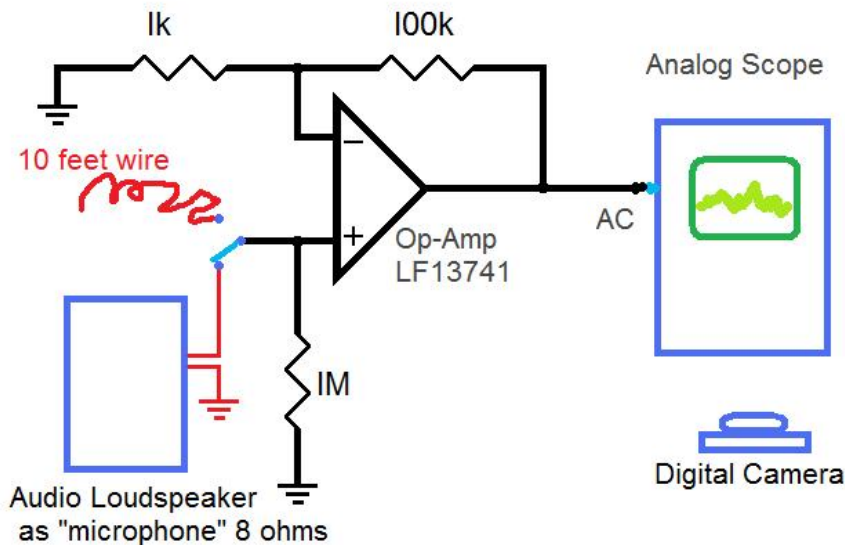 Ik
I00k
Analog Scope
10 feet wire
−
+
Op-Amp
LF13741
AC
IM
Audio Loudspeaker
as "microphone" 8 ohms
Digital Camera